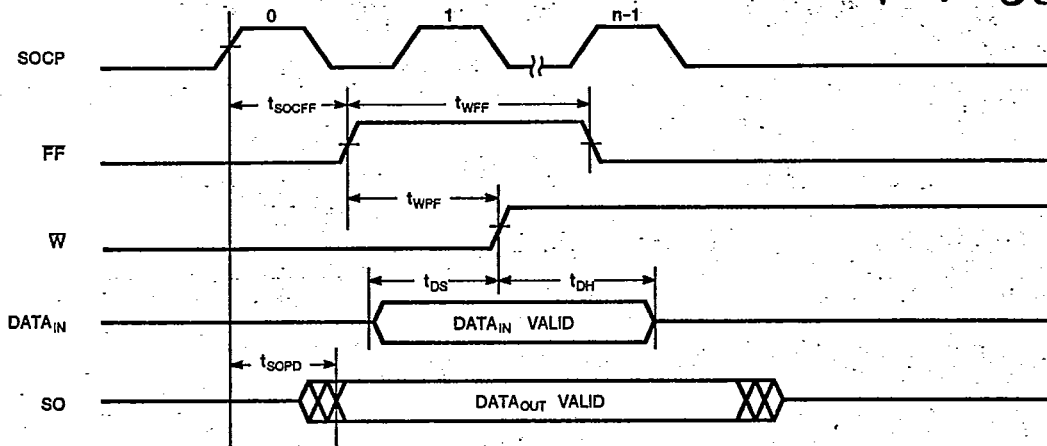 0 1 n-1
SOCP
tSOCFF tWFF
FF
tWPF
W
tDS tDH
DATAIN DATAIN VALID
tSOPD
SO DATAOUT VALID